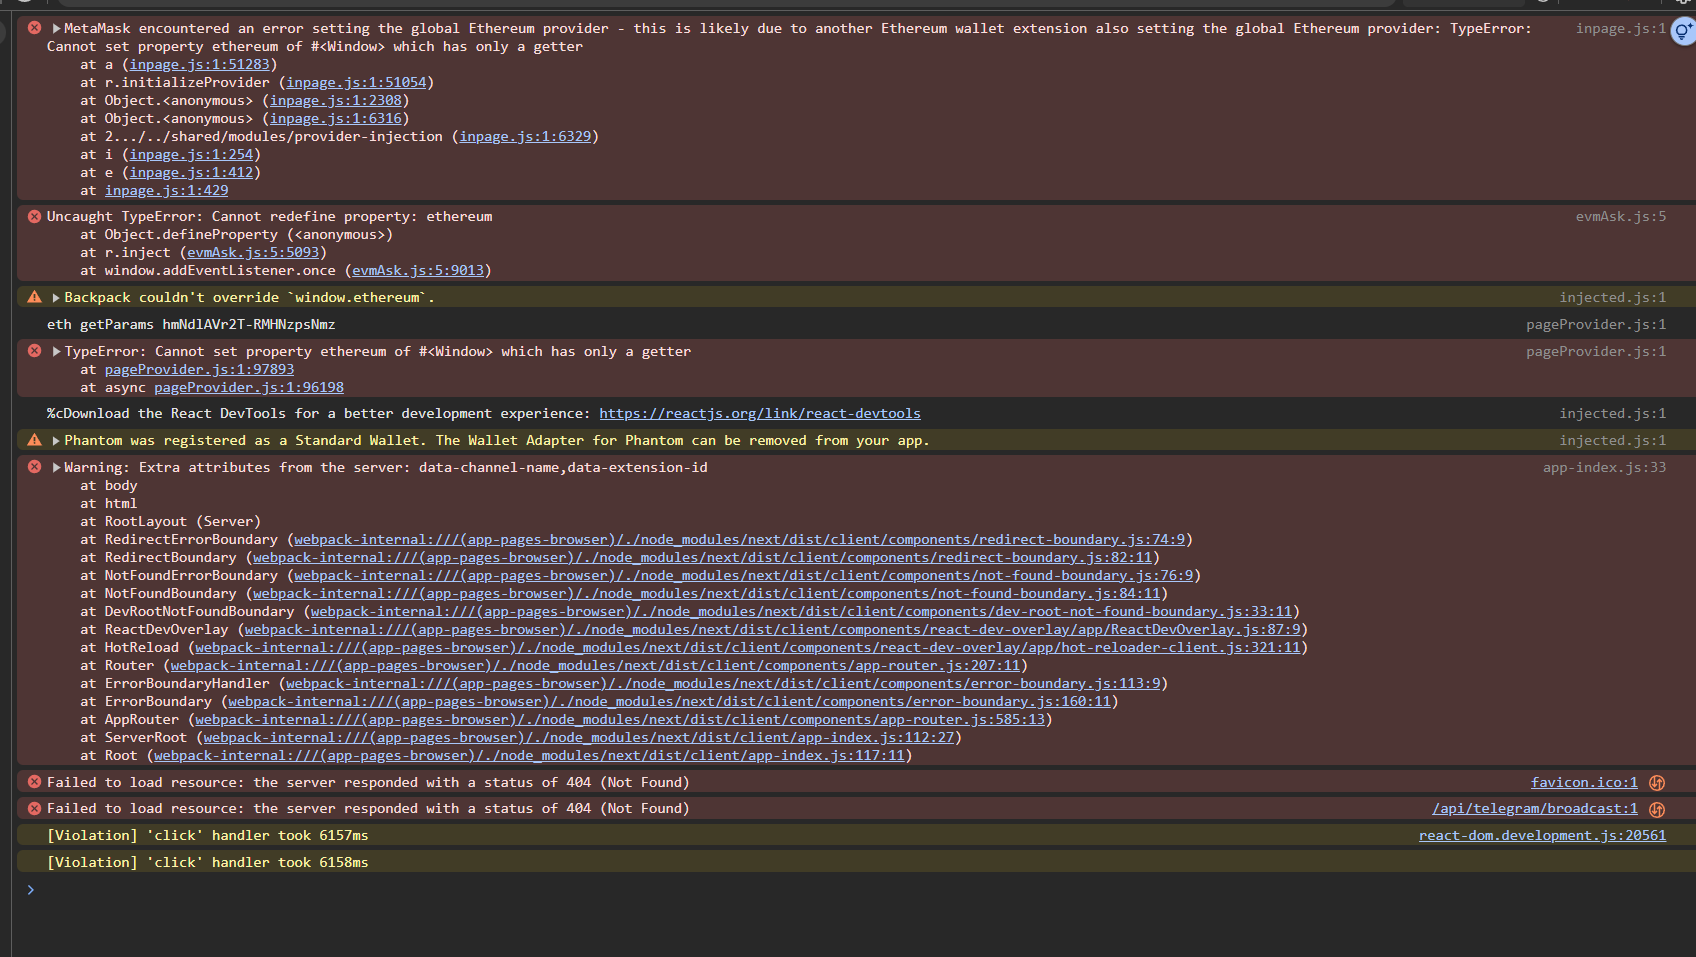 MetaMask encountered an error setting the global Ethereum provider - this is likely due to another Ethereum wallet extension also setting the global Ethereum provider: TypeError: inpage.js:1
Cannot set property ethereum of #<Window> which has only a getter
at a (inpage.js:1:51283)
at r.initializeProvider (inpage.js:1:51054)
at Object.<anonymous> (inpage.js:1:2308)
at Object.<anonymous> (inpage.js:1:6316)
at 2.../../shared/modules/provider-injection (inpage.js:1:6329)
at i (inpage.js:1:254)
at e (inpage.js:1:412)
at inpage.js:1:429
Uncaught TypeError: Cannot redefine property: ethereum evmAsk.js:5
at Object.defineProperty (<anonymous>)
at r.inject (evmAsk.js:5:5093)
at window.addEventListener.once (evmAsk.js:5:9013)
Backpack couldn't override `window.ethereum`. injected.js:1
eth getParams hmNdlAVr2T-RMHNzpsNmz pageProvider.js:1
TypeError: Cannot set property ethereum of #<Window> which has only a getter pageProvider.js:1
at pageProvider.js:1:97893
at async pageProvider.js:1:96198
%cDownload the React DevTools for a better development experience: https://reactjs.org/link/react-devtools injected.js:1
Phantom was registered as a Standard Wallet. The Wallet Adapter for Phantom can be removed from your app. injected.js:1
Warning: Extra attributes from the server: data-channel-name,data-extension-id app-index.js:33
at body
at html
at RootLayout (Server)
at RedirectErrorBoundary (webpack-internal:///(app-pages-browser)/./node_modules/next/dist/client/components/redirect-boundary.js:74:9)
at RedirectBoundary (webpack-internal:///(app-pages-browser)/./node_modules/next/dist/client/components/redirect-boundary.js:82:11)
at NotFoundErrorBoundary (webpack-internal:///(app-pages-browser)/./node_modules/next/dist/client/components/not-found-boundary.js:76:9)
at NotFoundBoundary (webpack-internal:///(app-pages-browser)/./node_modules/next/dist/client/components/not-found-boundary.js:84:11)
at DevRootNotFoundBoundary (webpack-internal:///(app-pages-browser)/./node_modules/next/dist/client/components/dev-root-not-found-boundary.js:33:11)
at ReactDevOverlay (webpack-internal:///(app-pages-browser)/./node_modules/next/dist/client/components/react-dev-overlay/app/ReactDevOverlay.js:87:9)
at HotReload (webpack-internal:///(app-pages-browser)/./node_modules/next/dist/client/components/react-dev-overlay/app/hot-reloader-client.js:321:11)
at Router (webpack-internal:///(app-pages-browser)/./node_modules/next/dist/client/components/app-router.js:207:11)
at ErrorBoundaryHandler (webpack-internal:///(app-pages-browser)/./node_modules/next/dist/client/components/error-boundary.js:113:9)
at ErrorBoundary (webpack-internal:///(app-pages-browser)/./node_modules/next/dist/client/components/error-boundary.js:160:11)
at AppRouter (webpack-internal:///(app-pages-browser)/./node_modules/next/dist/client/components/app-router.js:585:13)
at ServerRoot (webpack-internal:///(app-pages-browser)/./node_modules/next/dist/client/app-index.js:112:27)
at Root (webpack-internal:///(app-pages-browser)/./node_modules/next/dist/client/app-index.js:117:11)
Failed to load resource: the server responded with a status of 404 (Not Found) favicon.ico:1
Failed to load resource: the server responded with a status of 404 (Not Found) /api/telegram/broadcast:1
[Violation] 'click' handler took 6157ms react-dom.development.js:20561
[Violation] 'click' handler took 6158ms